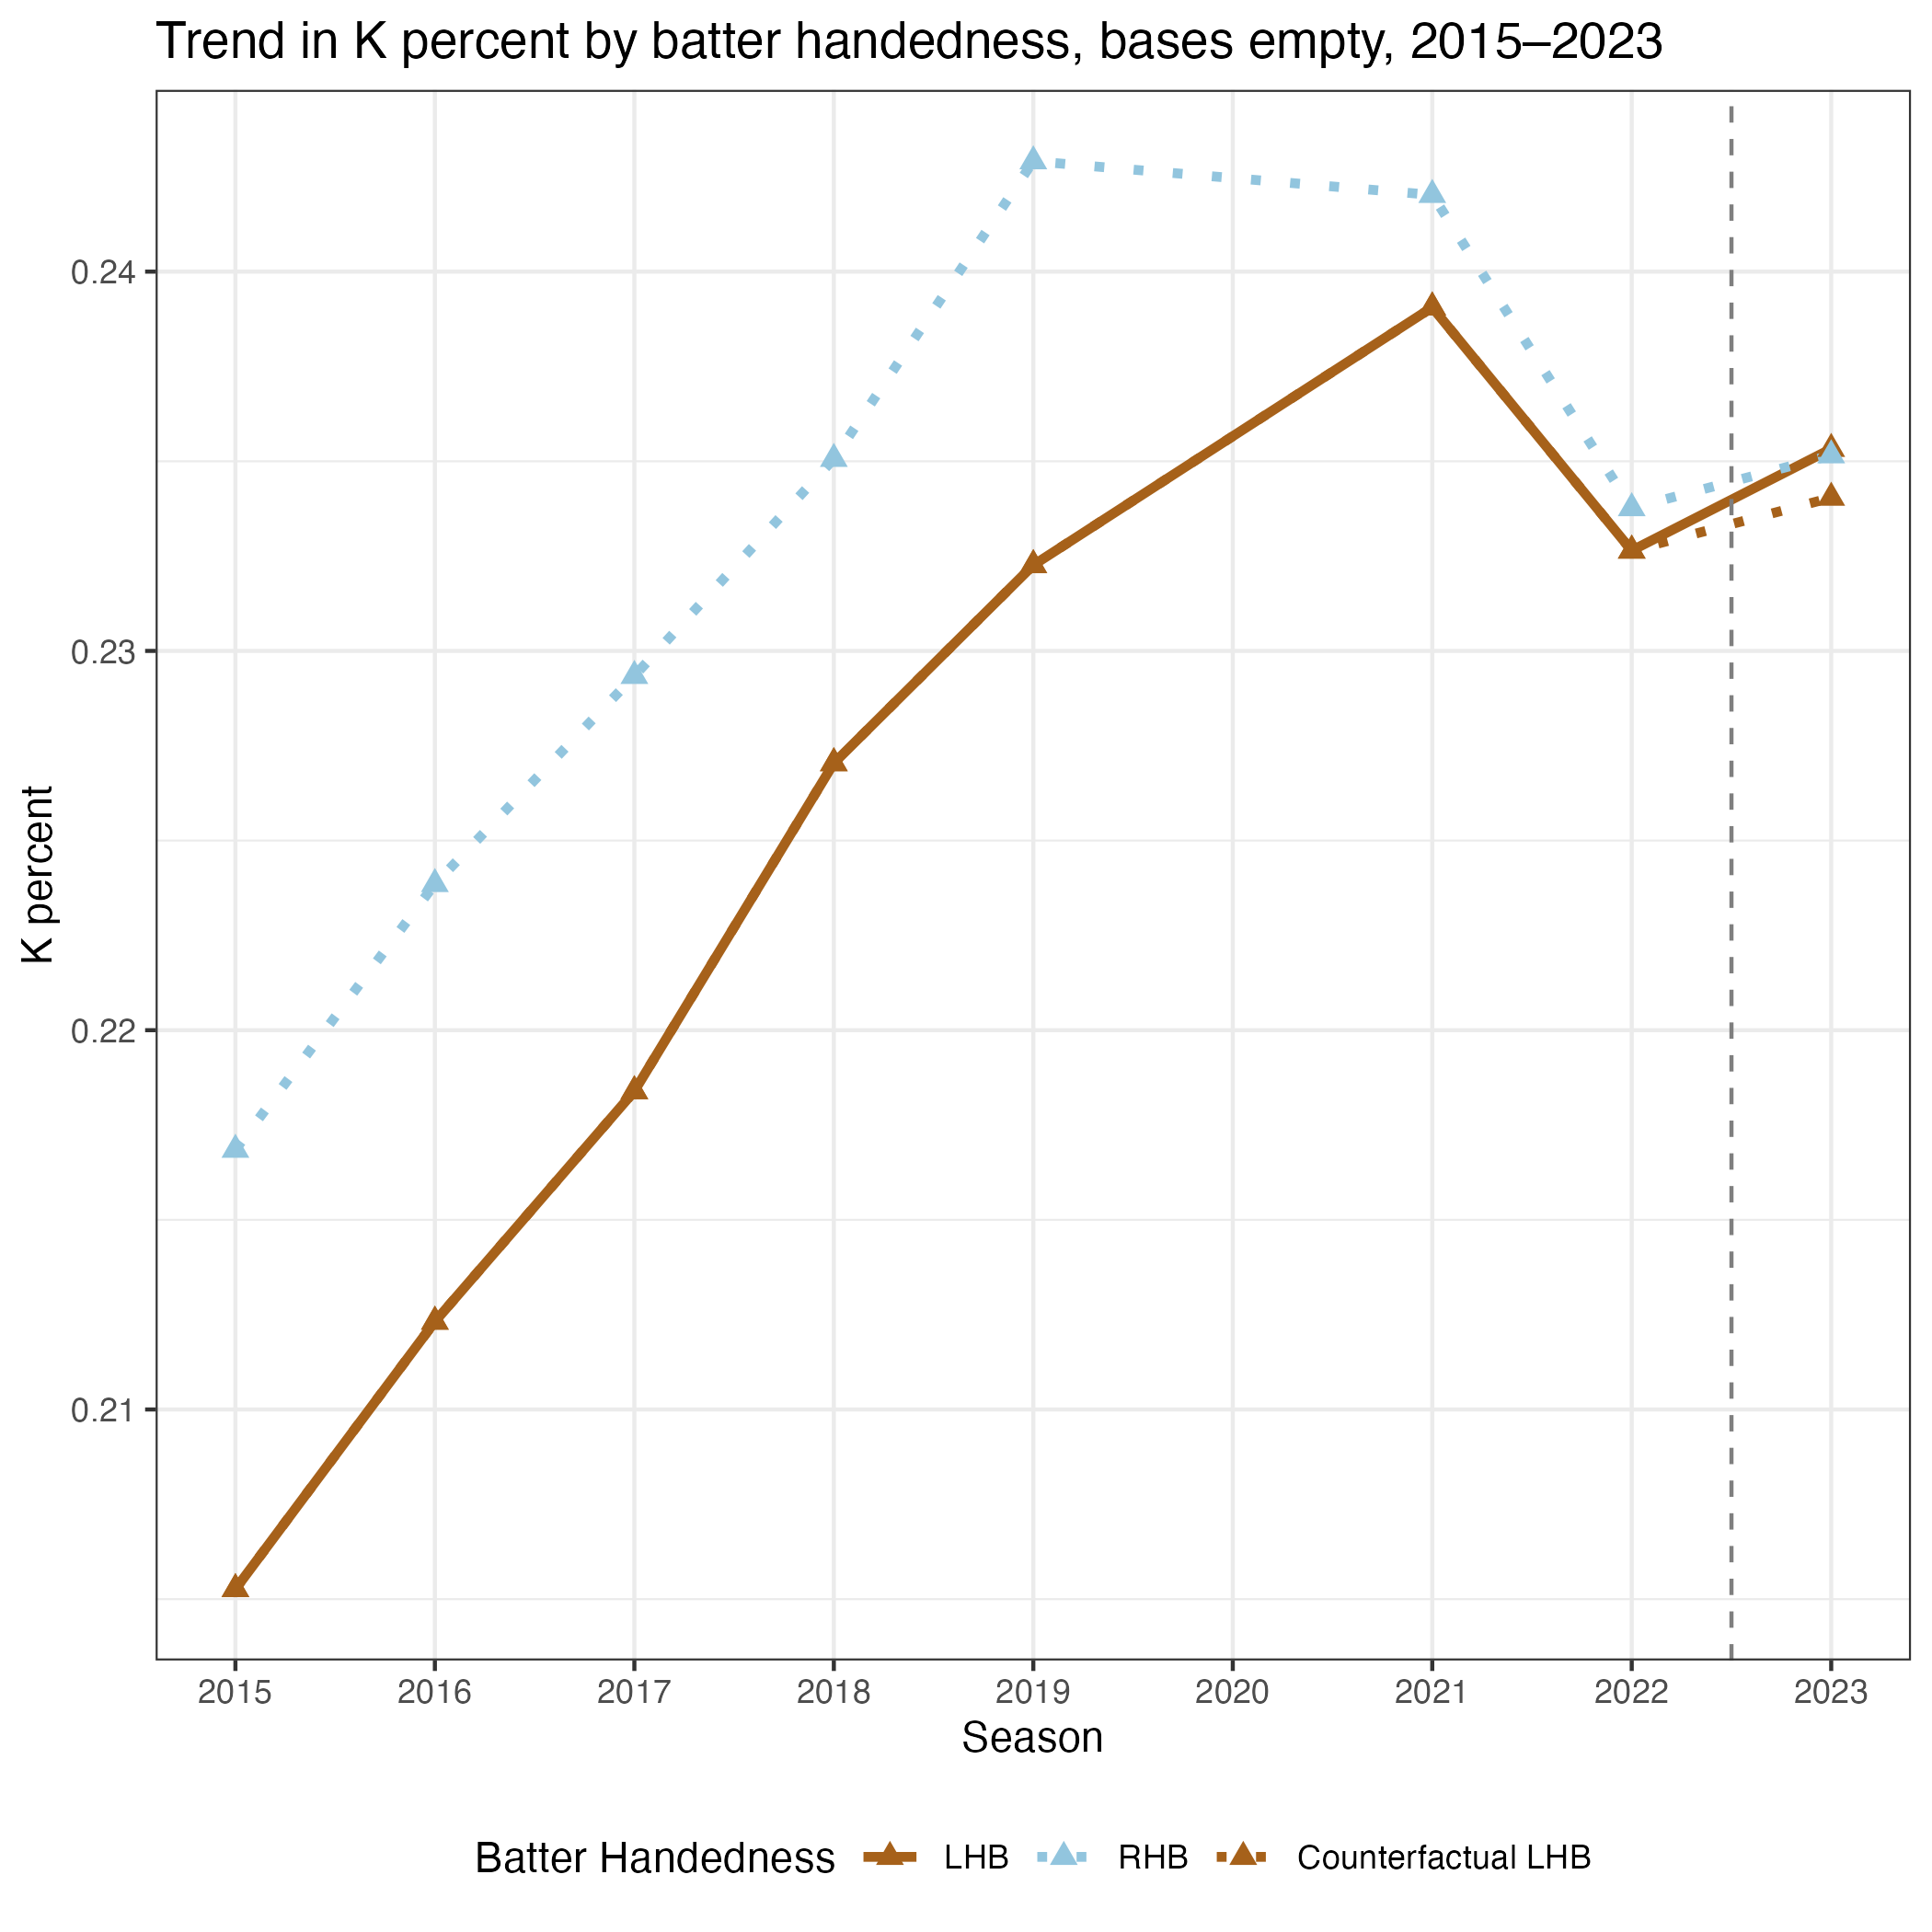 Trend in K percent by batter handedness, bases empty, 2015–2023
K percent
0.24
0.23
0.22
0.21
2015 2016 2017 2018 2019 2020 2021 2022 2023
Season
Batter Handedness LHB RHB Counterfactual LHB